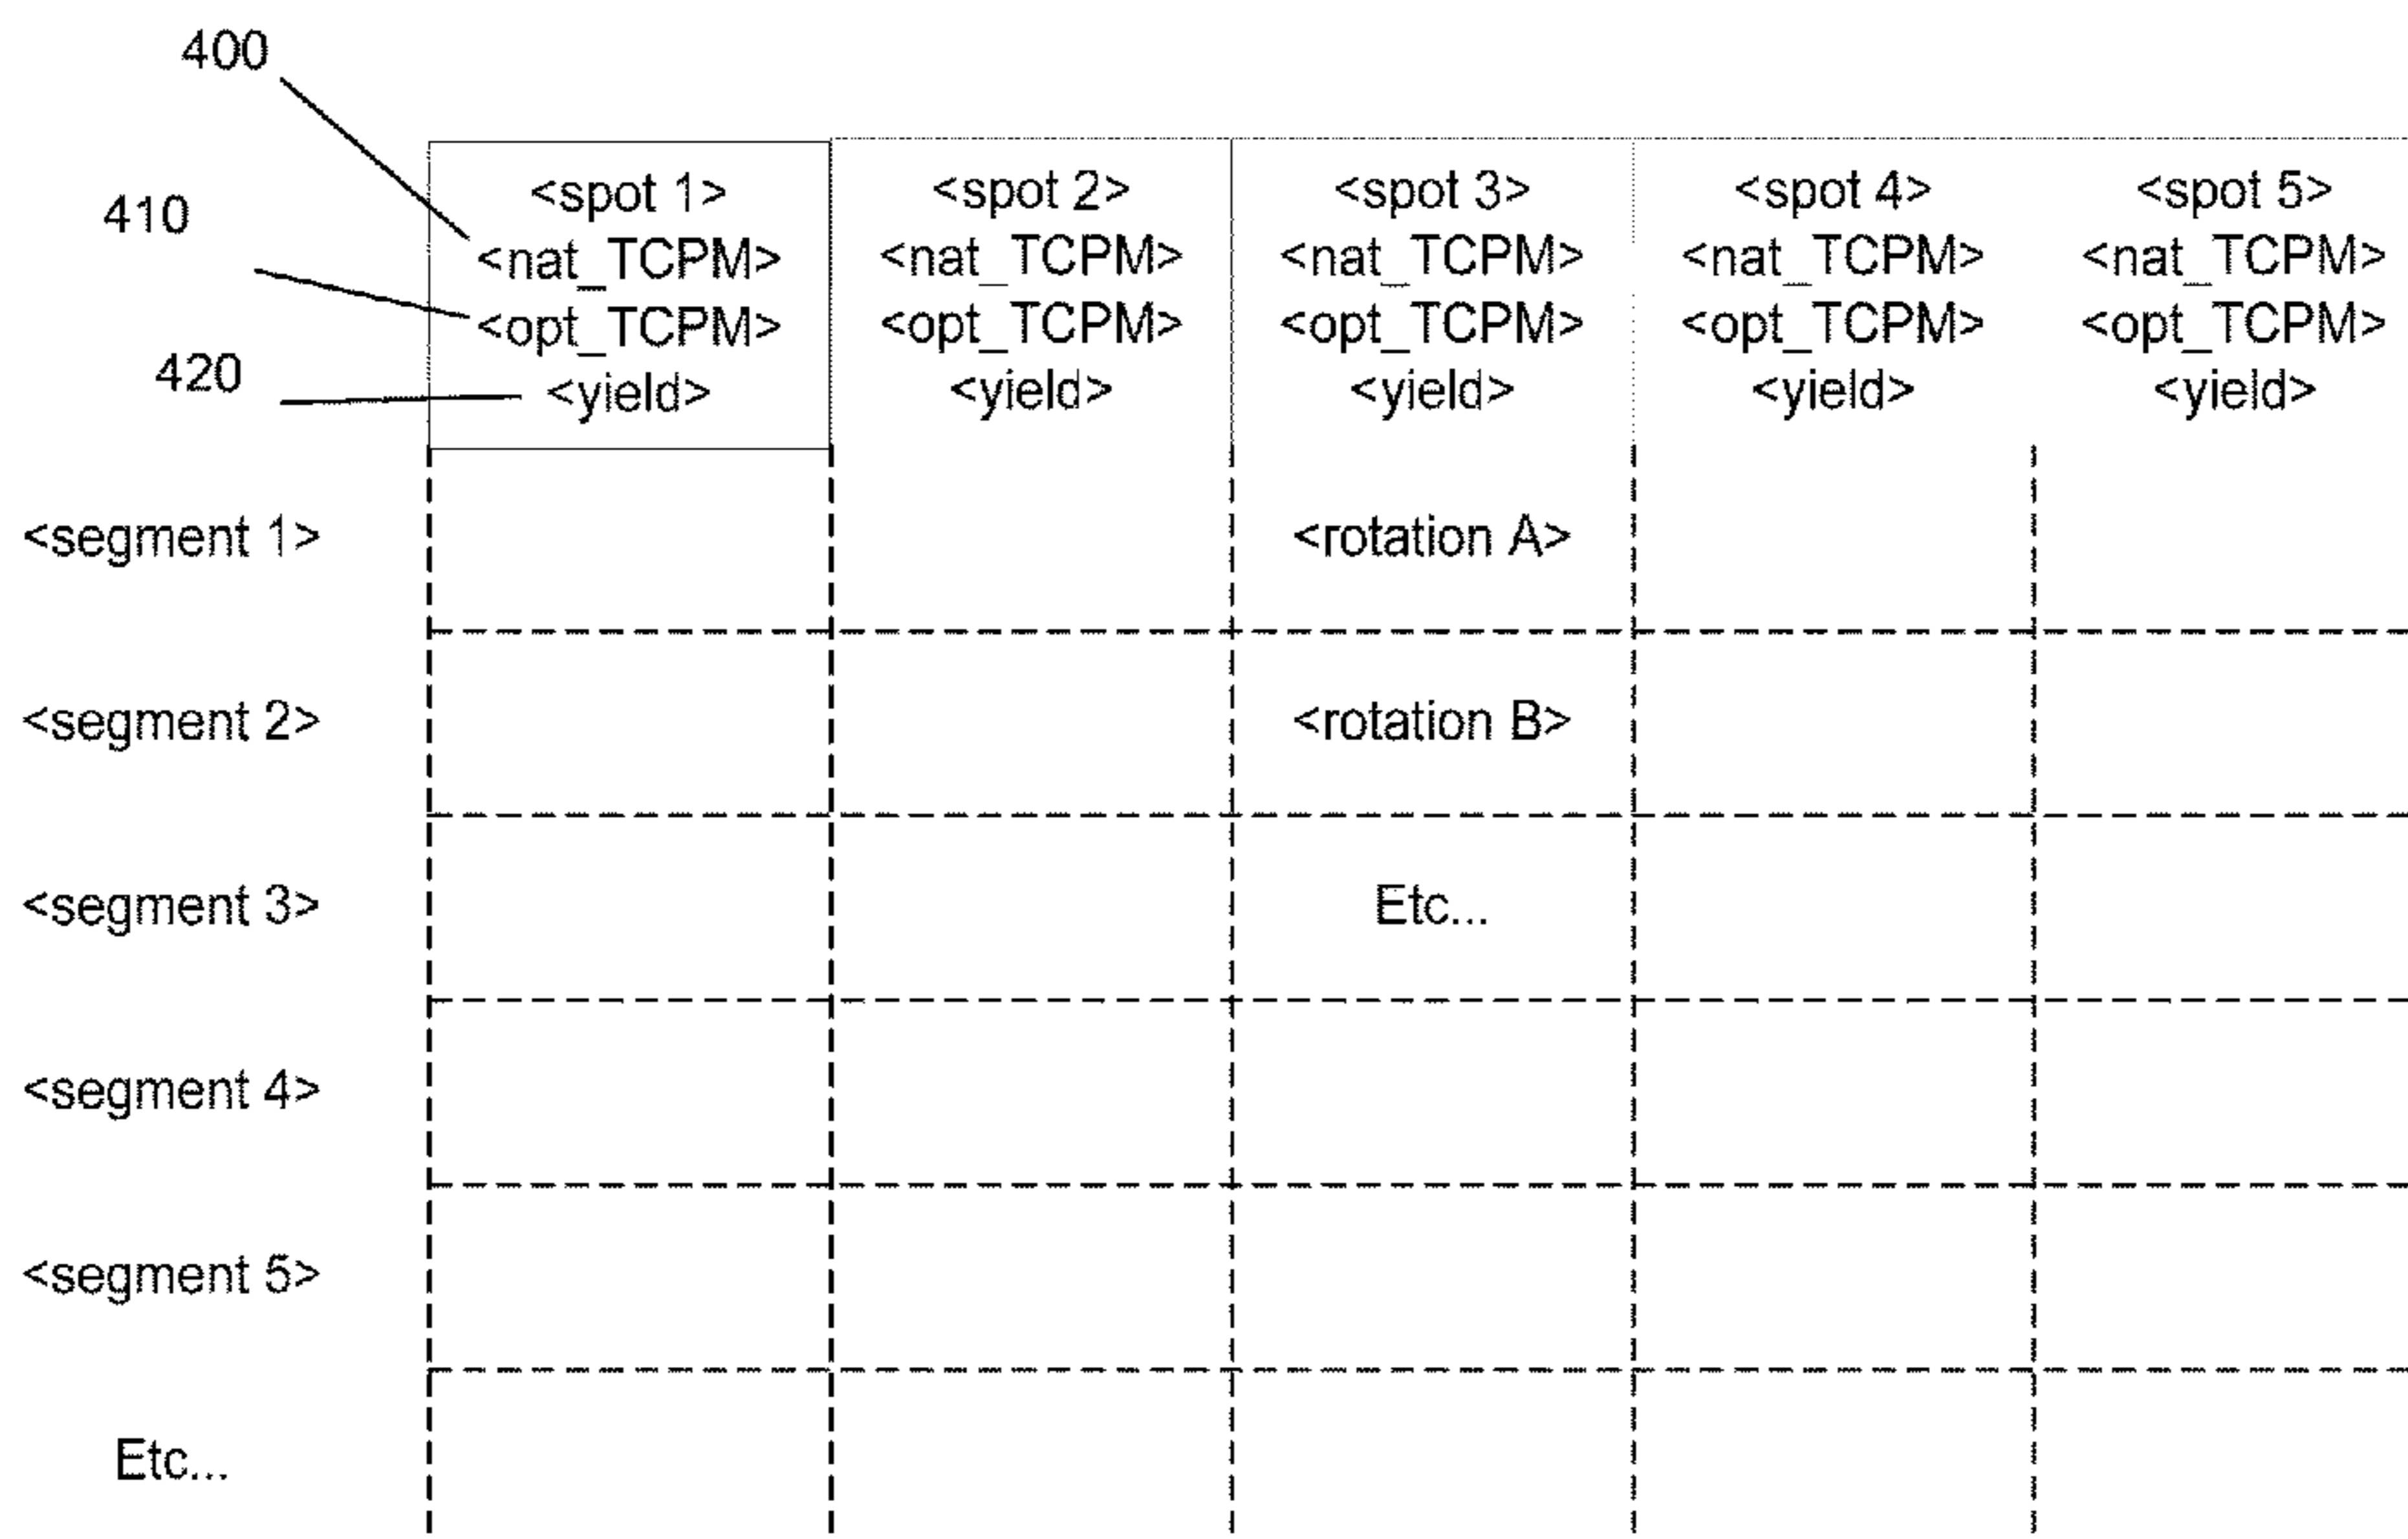 400
410
420
<spot 1> <spot 2> <spot 3> <spot 4> <spot 5>
<nat_TCPM> <nat_TCPM> <nat_TCPM> <nat_TCPM> <nat_TCPM>
<opt_TCPM> <opt_TCPM> <opt_TCPM> <opt_TCPM> <opt_TCPM>
<yield> <yield> <yield> <yield> <yield>
<segment 1> <rotation A>
<segment 2> <rotation B>
<segment 3> Etc...
<segment 4>
<segment 5>
Etc...